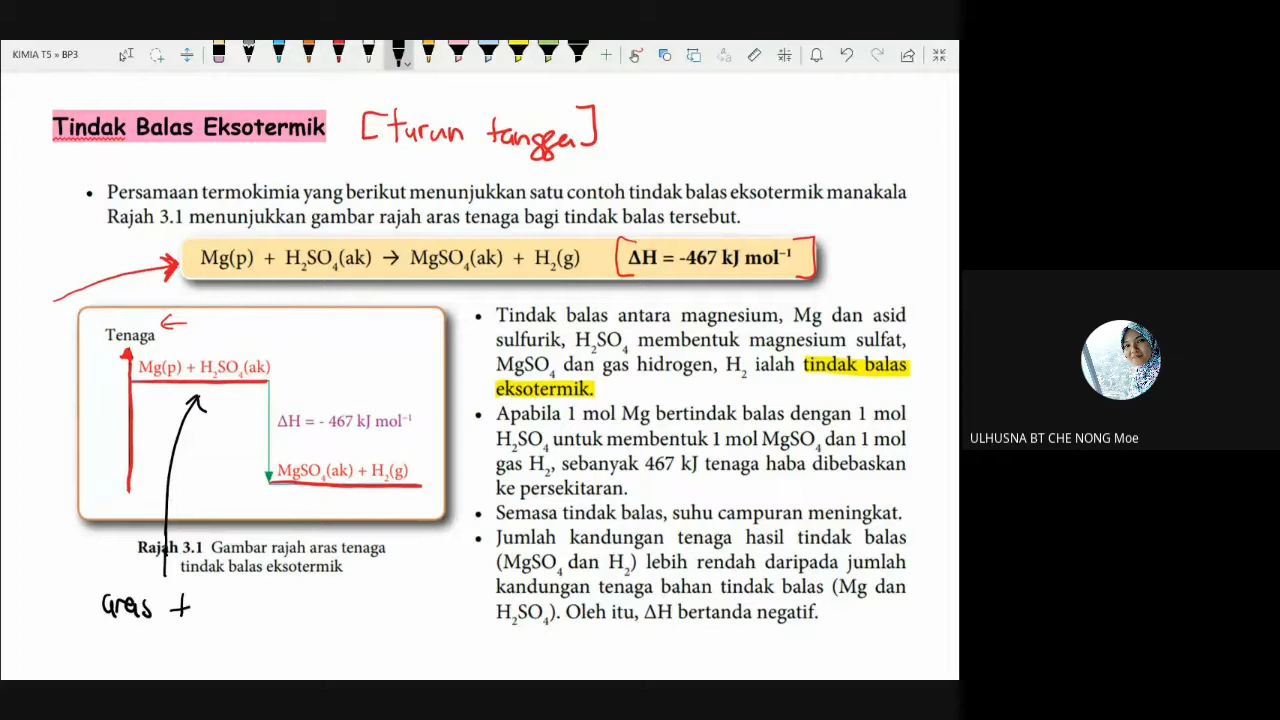 KIMIA T5 » BP3
Tindak Balas Eksotermik [turun tangga]
• Persamaan termokimia yang berikut menunjukkan satu contoh tindak balas eksotermik manakala
Rajah 3.1 menunjukkan gambar rajah aras tenaga bagi tindak balas tersebut.
Mg(p) + H₂SO₄(ak) → MgSO₄(ak) + H₂(g) [ΔH = -467 kJ mol⁻¹]
Tenaga
Mg(p) + H₂SO₄(ak)
ΔH = - 467 kJ mol⁻¹
MgSO₄(ak) + H₂(g)
Rajah 3.1 Gambar rajah aras tenaga
tindak balas eksotermik
aras t
• Tindak balas antara magnesium, Mg dan asid
sulfurik, H₂SO₄ membentuk magnesium sulfat,
MgSO₄ dan gas hidrogen, H₂ ialah tindak balas
eksotermik.
• Apabila 1 mol Mg bertindak balas dengan 1 mol
H₂SO₄ untuk membentuk 1 mol MgSO₄ dan 1 mol
gas H₂, sebanyak 467 kJ tenaga haba dibebaskan
ke persekitaran.
• Semasa tindak balas, suhu campuran meningkat.
• Jumlah kandungan tenaga hasil tindak balas
(MgSO₄ dan H₂) lebih rendah daripada jumlah
kandungan tenaga bahan tindak balas (Mg dan
H₂SO₄). Oleh itu, ΔH bertanda negatif.
ULHUSNA BT CHE NONG Moe